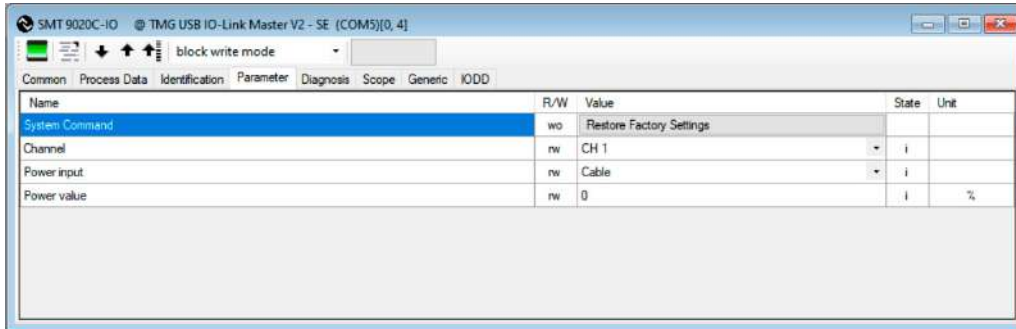 SMT 9020C-IO @ TMG USB IO-Link Master V2 - SE (COM5)[0, 4]
block write mode
Common Process Data Identification Parameter Diagnosis Scope Generic IODD
Name R/W Value State Unit
System Command wo Restore Factory Settings
Channel rw CH 1 i
Power input rw Cable i
Power value rw 0 i %